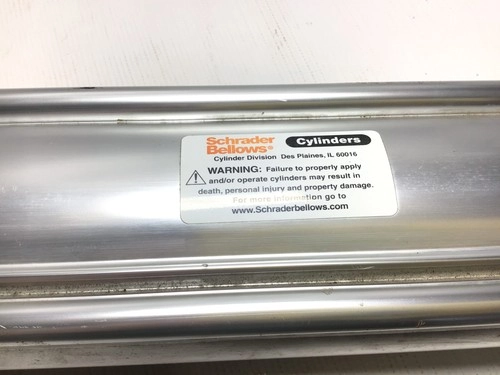 Schrader
Bellows®
Cylinders
Cylinder Division Des Plaines, IL 60016
WARNING: Failure to properly apply
and/or operate cylinders may result in
death, personal injury and property damage.
For more information go to
www.Schraderbellows.com